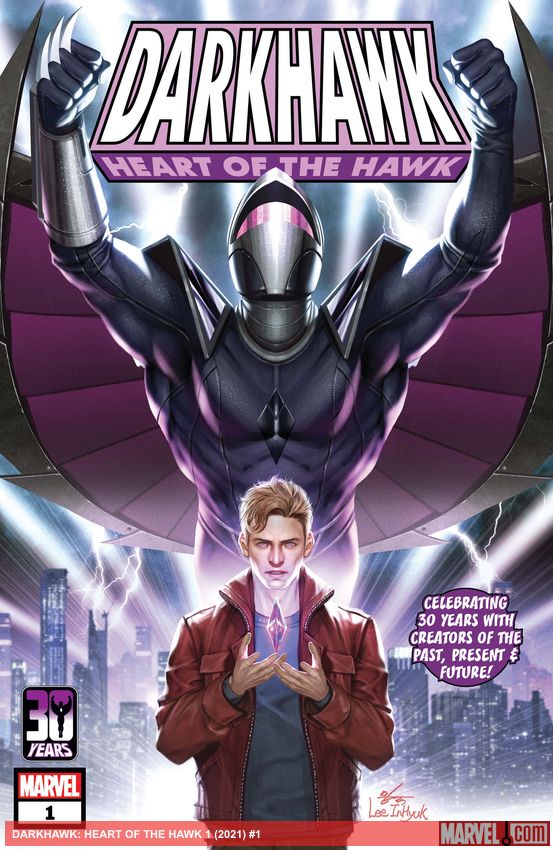 DARKHAWK
HEART OF THE HAWK
CELEBRATING
30 YEARS WITH
CREATORS OF THE
PAST, PRESENT &
FUTURE!
30
YEARS
MARVEL
1
Lee InHyuk
DARKHAWK: HEART OF THE HAWK 1 (2021) #1
MARVEL.com